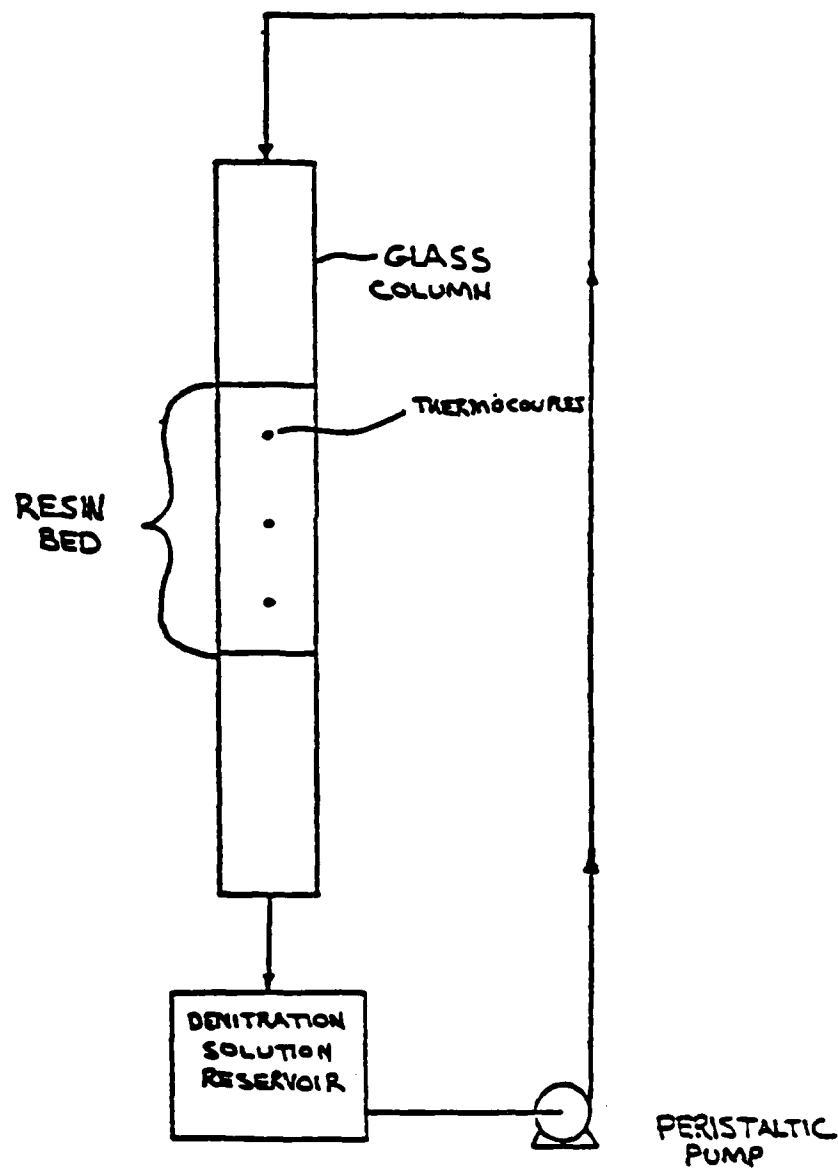 GLASS
COLUMN
THERMOCOUPLES
RESIN
BED
DENITRATION
SOLUTION
RESERVOIR
PERISTALTIC
PUMP